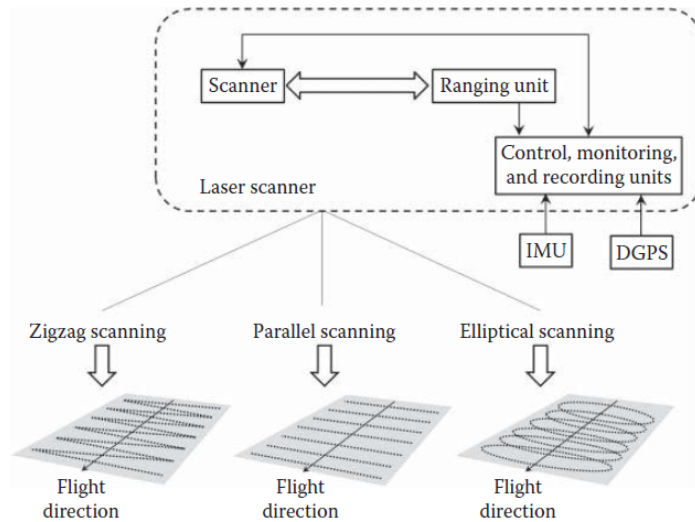 Scanner
Ranging unit
Control, monitoring,
and recording units
Laser scanner
IMU
DGPS
Zigzag scanning
Parallel scanning
Elliptical scanning
Flight
direction
Flight
direction
Flight
direction